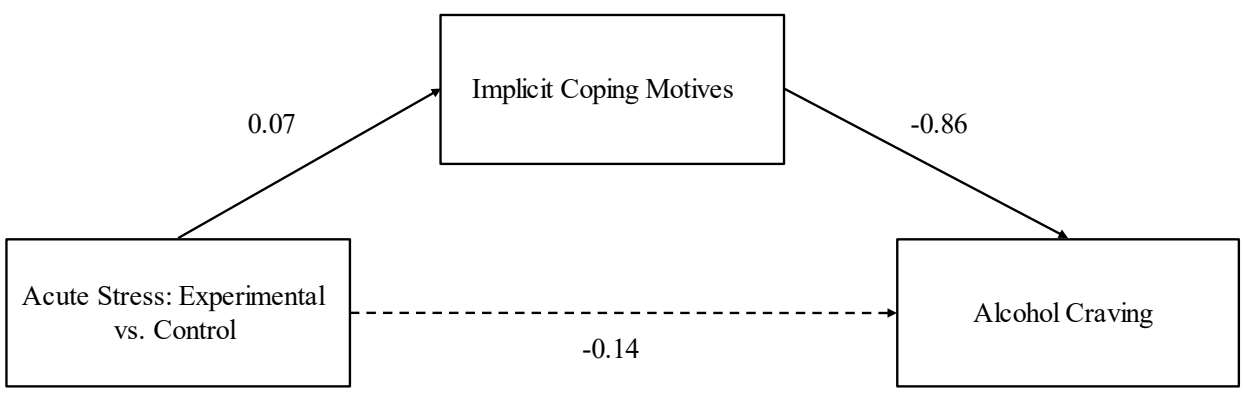 Implicit Coping Motives
0.07
-0.86
Acute Stress: Experimental
vs. Control
Alcohol Craving
-0.14